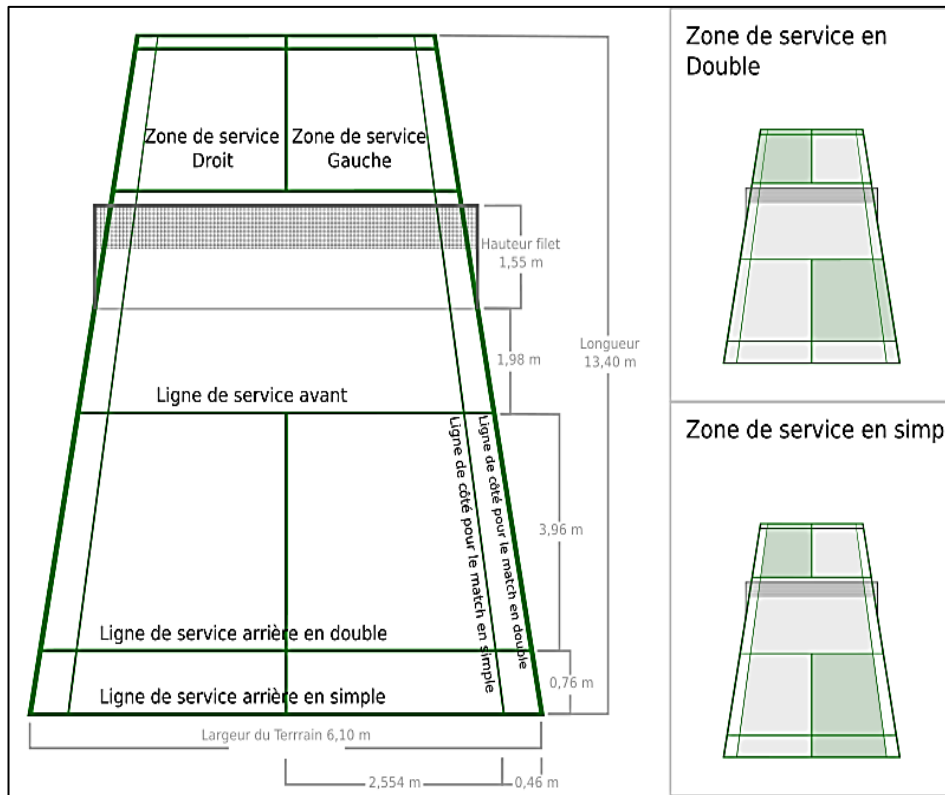 Zone de service
Droit
Zone de service
Gauche
Hauteur filet
1,55 m
Longueur
13,40 m
1,98 m
Ligne de service avant
Ligne de côté pour le match en simple
Ligne de côté pour le match en double
3,96 m
Ligne de service arrière en double
0,76 m
Ligne de service arrière en simple
Largeur du Terrrain 6,10 m
2,554 m
0,46 m
Zone de service en
Double
Zone de service en simp